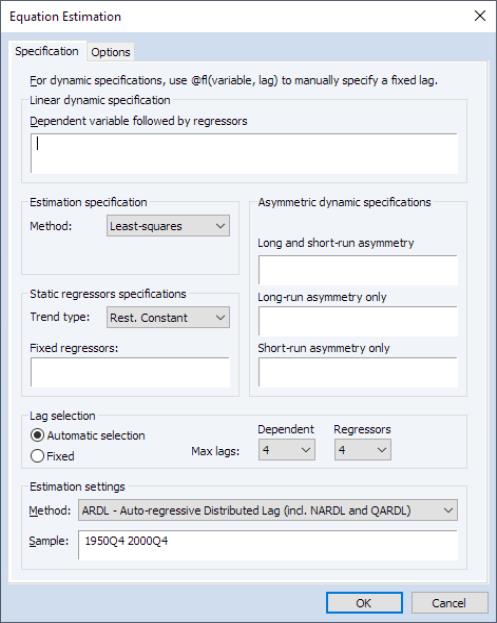 Equation Estimation
Specification Options
For dynamic specifications, use @fl(variable, lag) to manually specify a fixed lag.
Linear dynamic specification
Dependent variable followed by regressors
Estimation specification
Method: Least-squares
Asymmetric dynamic specifications
Long and short-run asymmetry
Static regressors specifications
Trend type: Rest. Constant
Long-run asymmetry only
Fixed regressors:
Short-run asymmetry only
Lag selection
Automatic selection
Fixed
Dependent Regressors
Max lags: 4 4
Estimation settings
Method: ARDL - Auto-regressive Distributed Lag (incl. NARDL and QARDL)
Sample: 1950Q4 2000Q4
OK Cancel